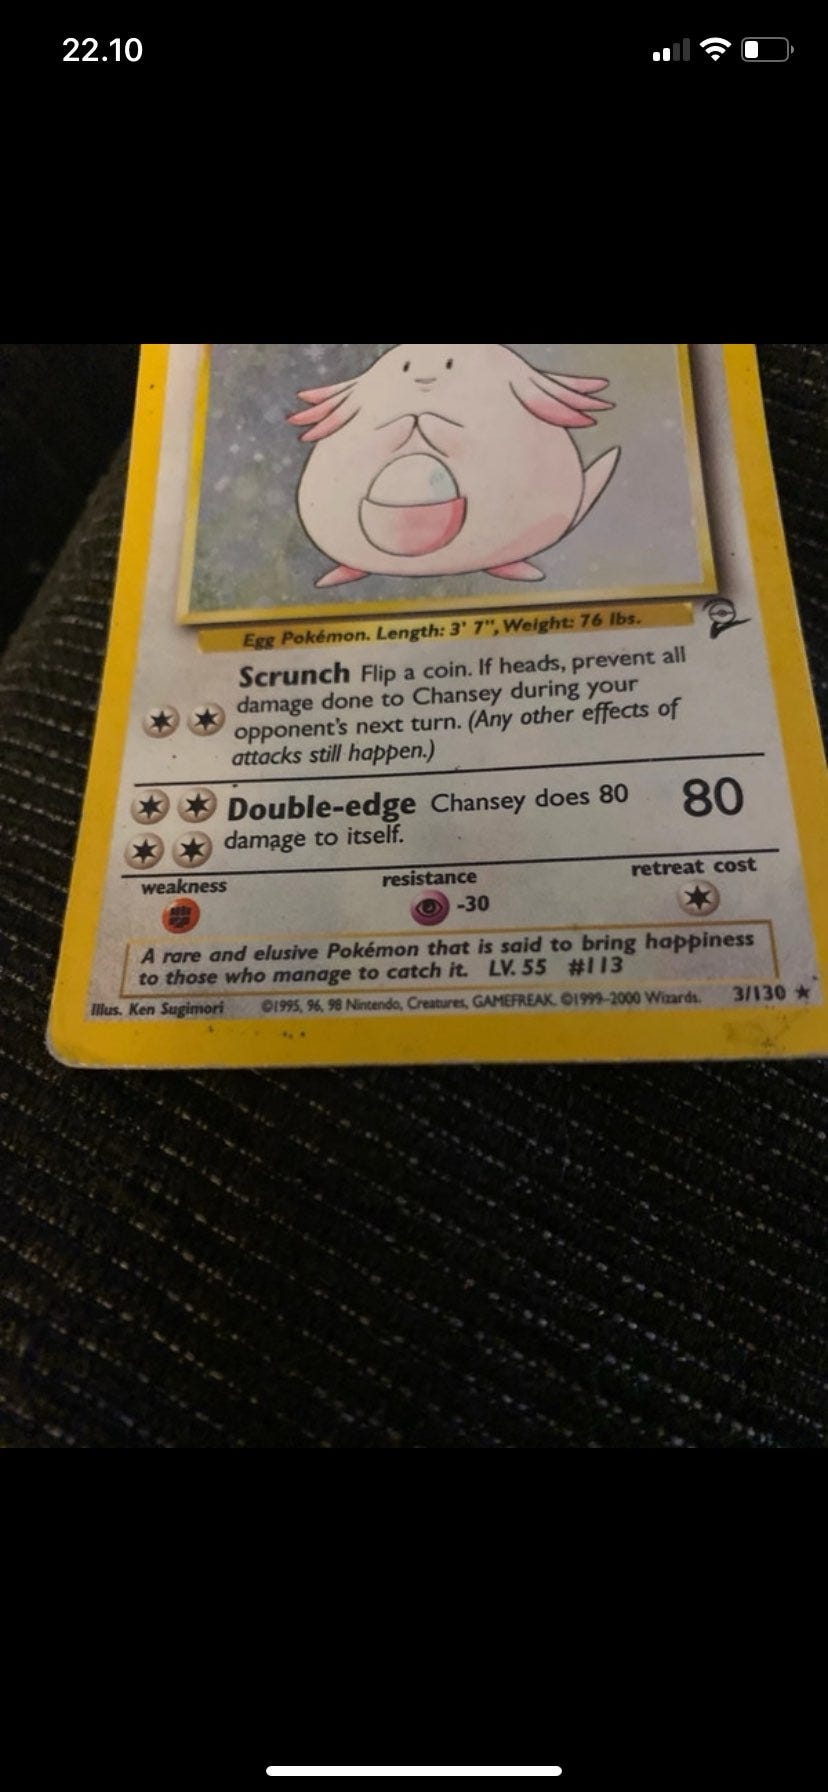 22.10
Egg Pokémon. Length: 3' 7", Weight: 76 lbs.
Scrunch Flip a coin. If heads, prevent all
damage done to Chansey during your
opponent's next turn. (Any other effects of
attacks still happen.)
Double-edge Chansey does 80
damage to itself.
80
weakness
resistance
retreat cost
-30
A rare and elusive Pokémon that is said to bring happiness
to those who manage to catch it. LV. 55 #113
Illus. Ken Sugimori ©1995, 96, 98 Nintendo, Creatures, GAMEFREAK. ©1999-2000 Wizards. 3/130 ★